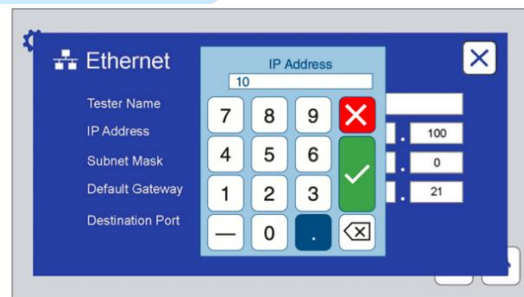 Ethernet
IP Address
10
Tester Name
IP Address . 100
Subnet Mask . 0
Default Gateway . 21
Destination Port
7 8 9
4 5 6
1 2 3
— 0 .